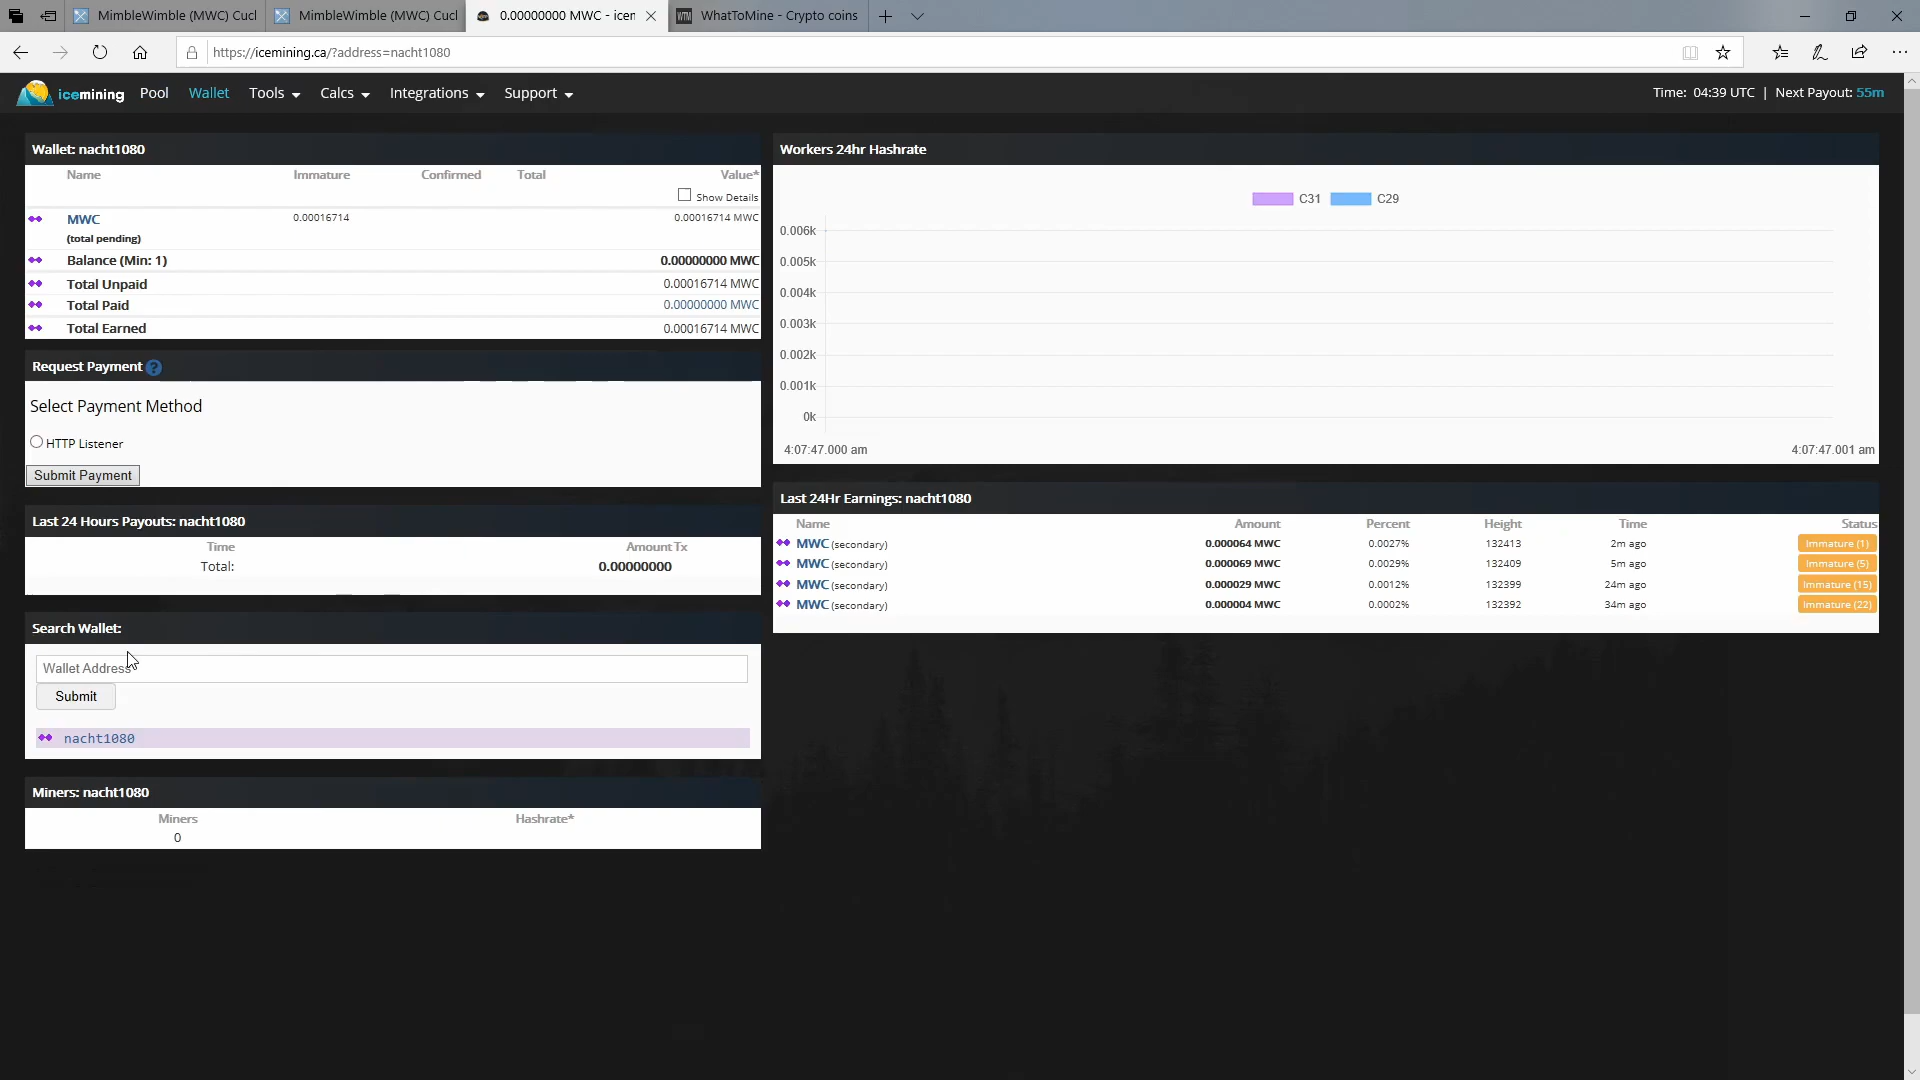 MimbleWimble (MWC) Cucl
MimbleWimble (MWC) Cucl
0.00000000 MWC - icen
WTM WhatToMine - Crypto coins
https://icemining.ca/?address=nacht1080
icemining Pool Wallet Tools Calcs Integrations Support
Time: 04:39 UTC | Next Payout: 55m
Wallet: nacht1080
Name Immature Confirmed Total Value*
Show Details
MWC 0.00016714 0.00016714 MWC
(total pending)
Balance (Min: 1) 0.00000000 MWC
Total Unpaid 0.00016714 MWC
Total Paid 0.00000000 MWC
Total Earned 0.00016714 MWC
Request Payment ?
Select Payment Method
HTTP Listener
Submit Payment
Last 24 Hours Payouts: nacht1080
Time Amount Tx
Total: 0.00000000
Search Wallet:
Wallet Address
Submit
nacht1080
Miners: nacht1080
Miners Hashrate*
0
Workers 24hr Hashrate
C31 C29
0.006k
0.005k
0.004k
0.003k
0.002k
0.001k
0k
4:07:47.000 am 4:07:47.001 am
Last 24Hr Earnings: nacht1080
Name Amount Percent Height Time Status
MWC (secondary) 0.000064 MWC 0.0027% 132413 2m ago Immature (1)
MWC (secondary) 0.000069 MWC 0.0029% 132409 5m ago Immature (5)
MWC (secondary) 0.000029 MWC 0.0012% 132399 24m ago Immature (15)
MWC (secondary) 0.000004 MWC 0.0002% 132392 34m ago Immature (22)